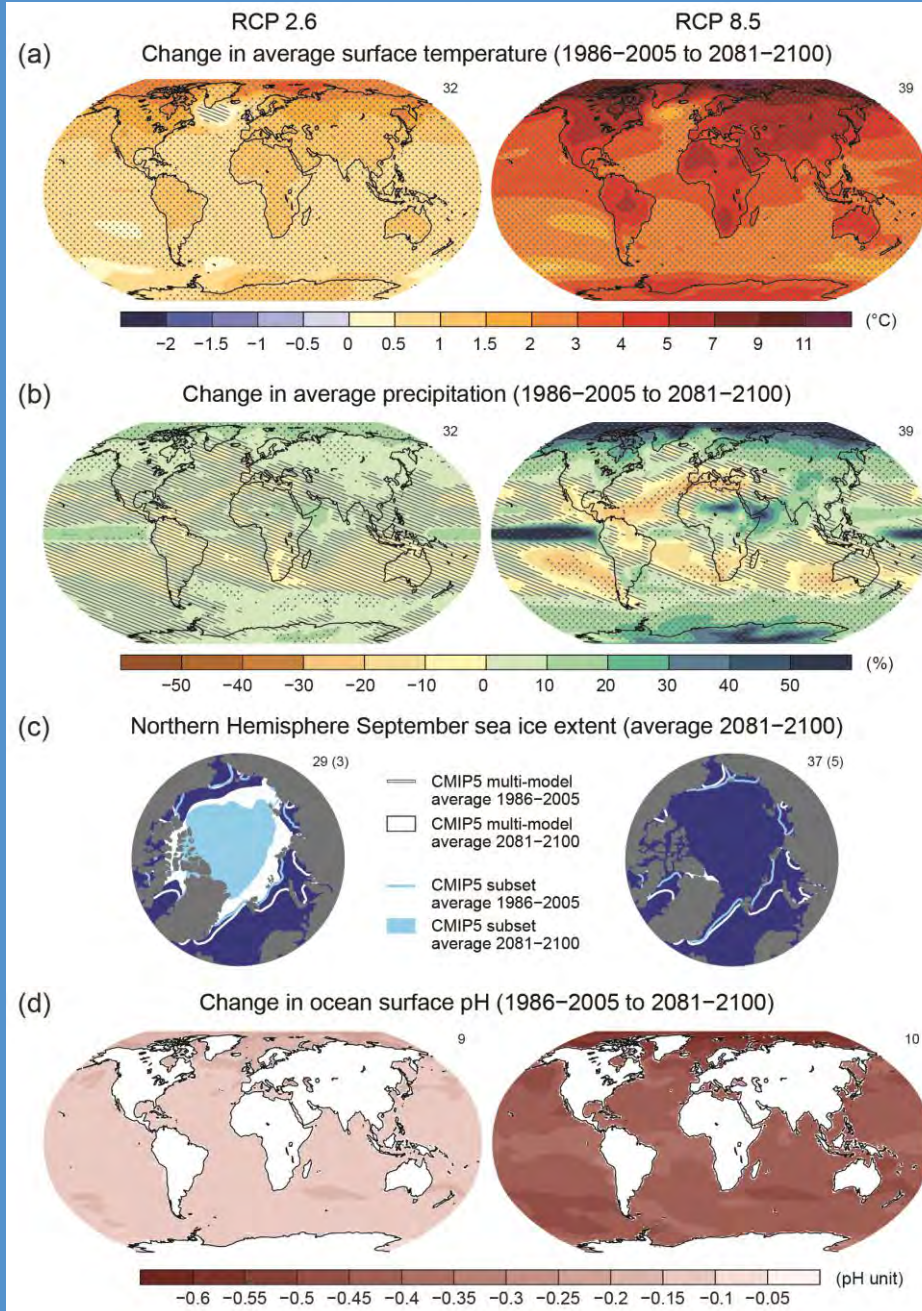 RCP 2.6 RCP 8.5
(a) Change in average surface temperature (1986−2005 to 2081−2100)
32 39
(°C)
−2 −1.5 −1 −0.5 0 0.5 1 1.5 2 3 4 5 7 9 11
(b) Change in average precipitation (1986−2005 to 2081−2100)
32 39
(%)
−50 −40 −30 −20 −10 0 10 20 30 40 50
(c) Northern Hemisphere September sea ice extent (average 2081−2100)
29 (3) 37 (5)
CMIP5 multi-model
average 1986−2005
CMIP5 multi-model
average 2081−2100
CMIP5 subset
average 1986−2005
CMIP5 subset
average 2081−2100
(d) Change in ocean surface pH (1986−2005 to 2081−2100)
9 10
(pH unit)
−0.6 −0.55 −0.5 −0.45 −0.4 −0.35 −0.3 −0.25 −0.2 −0.15 −0.1 −0.05